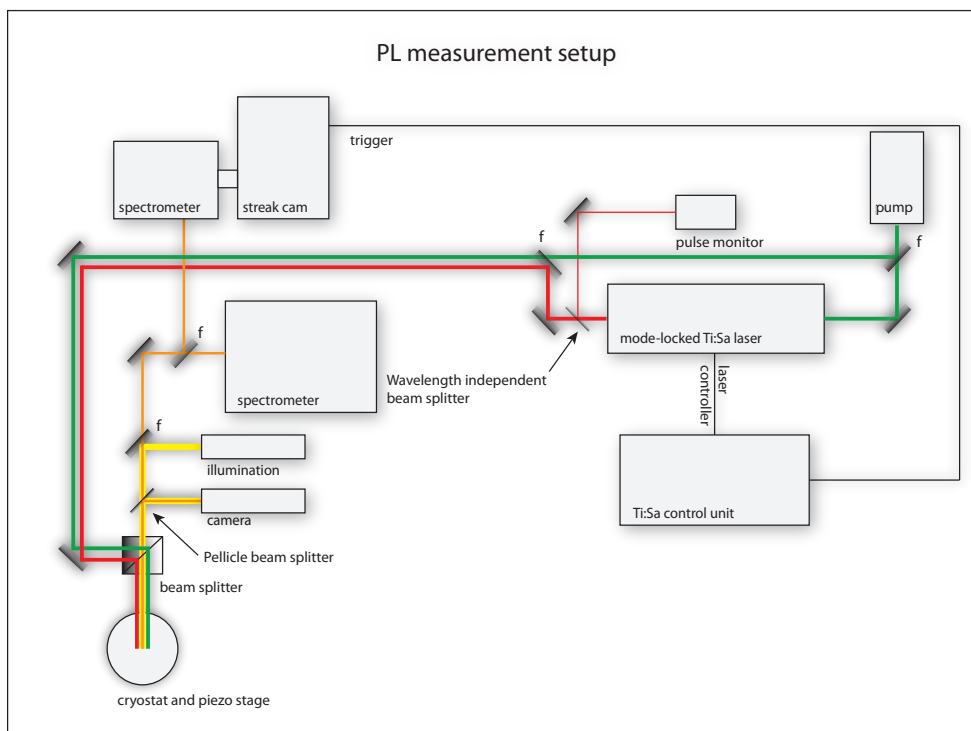 PL measurement setup
trigger
spectrometer
streak cam
pump
f
pulse monitor
f
mode-locked Ti:Sa laser
f
Wavelength independent
beam splitter
laser
controller
spectrometer
f
illumination
camera
Ti:Sa control unit
Pellicle beam splitter
beam splitter
cryostat and piezo stage